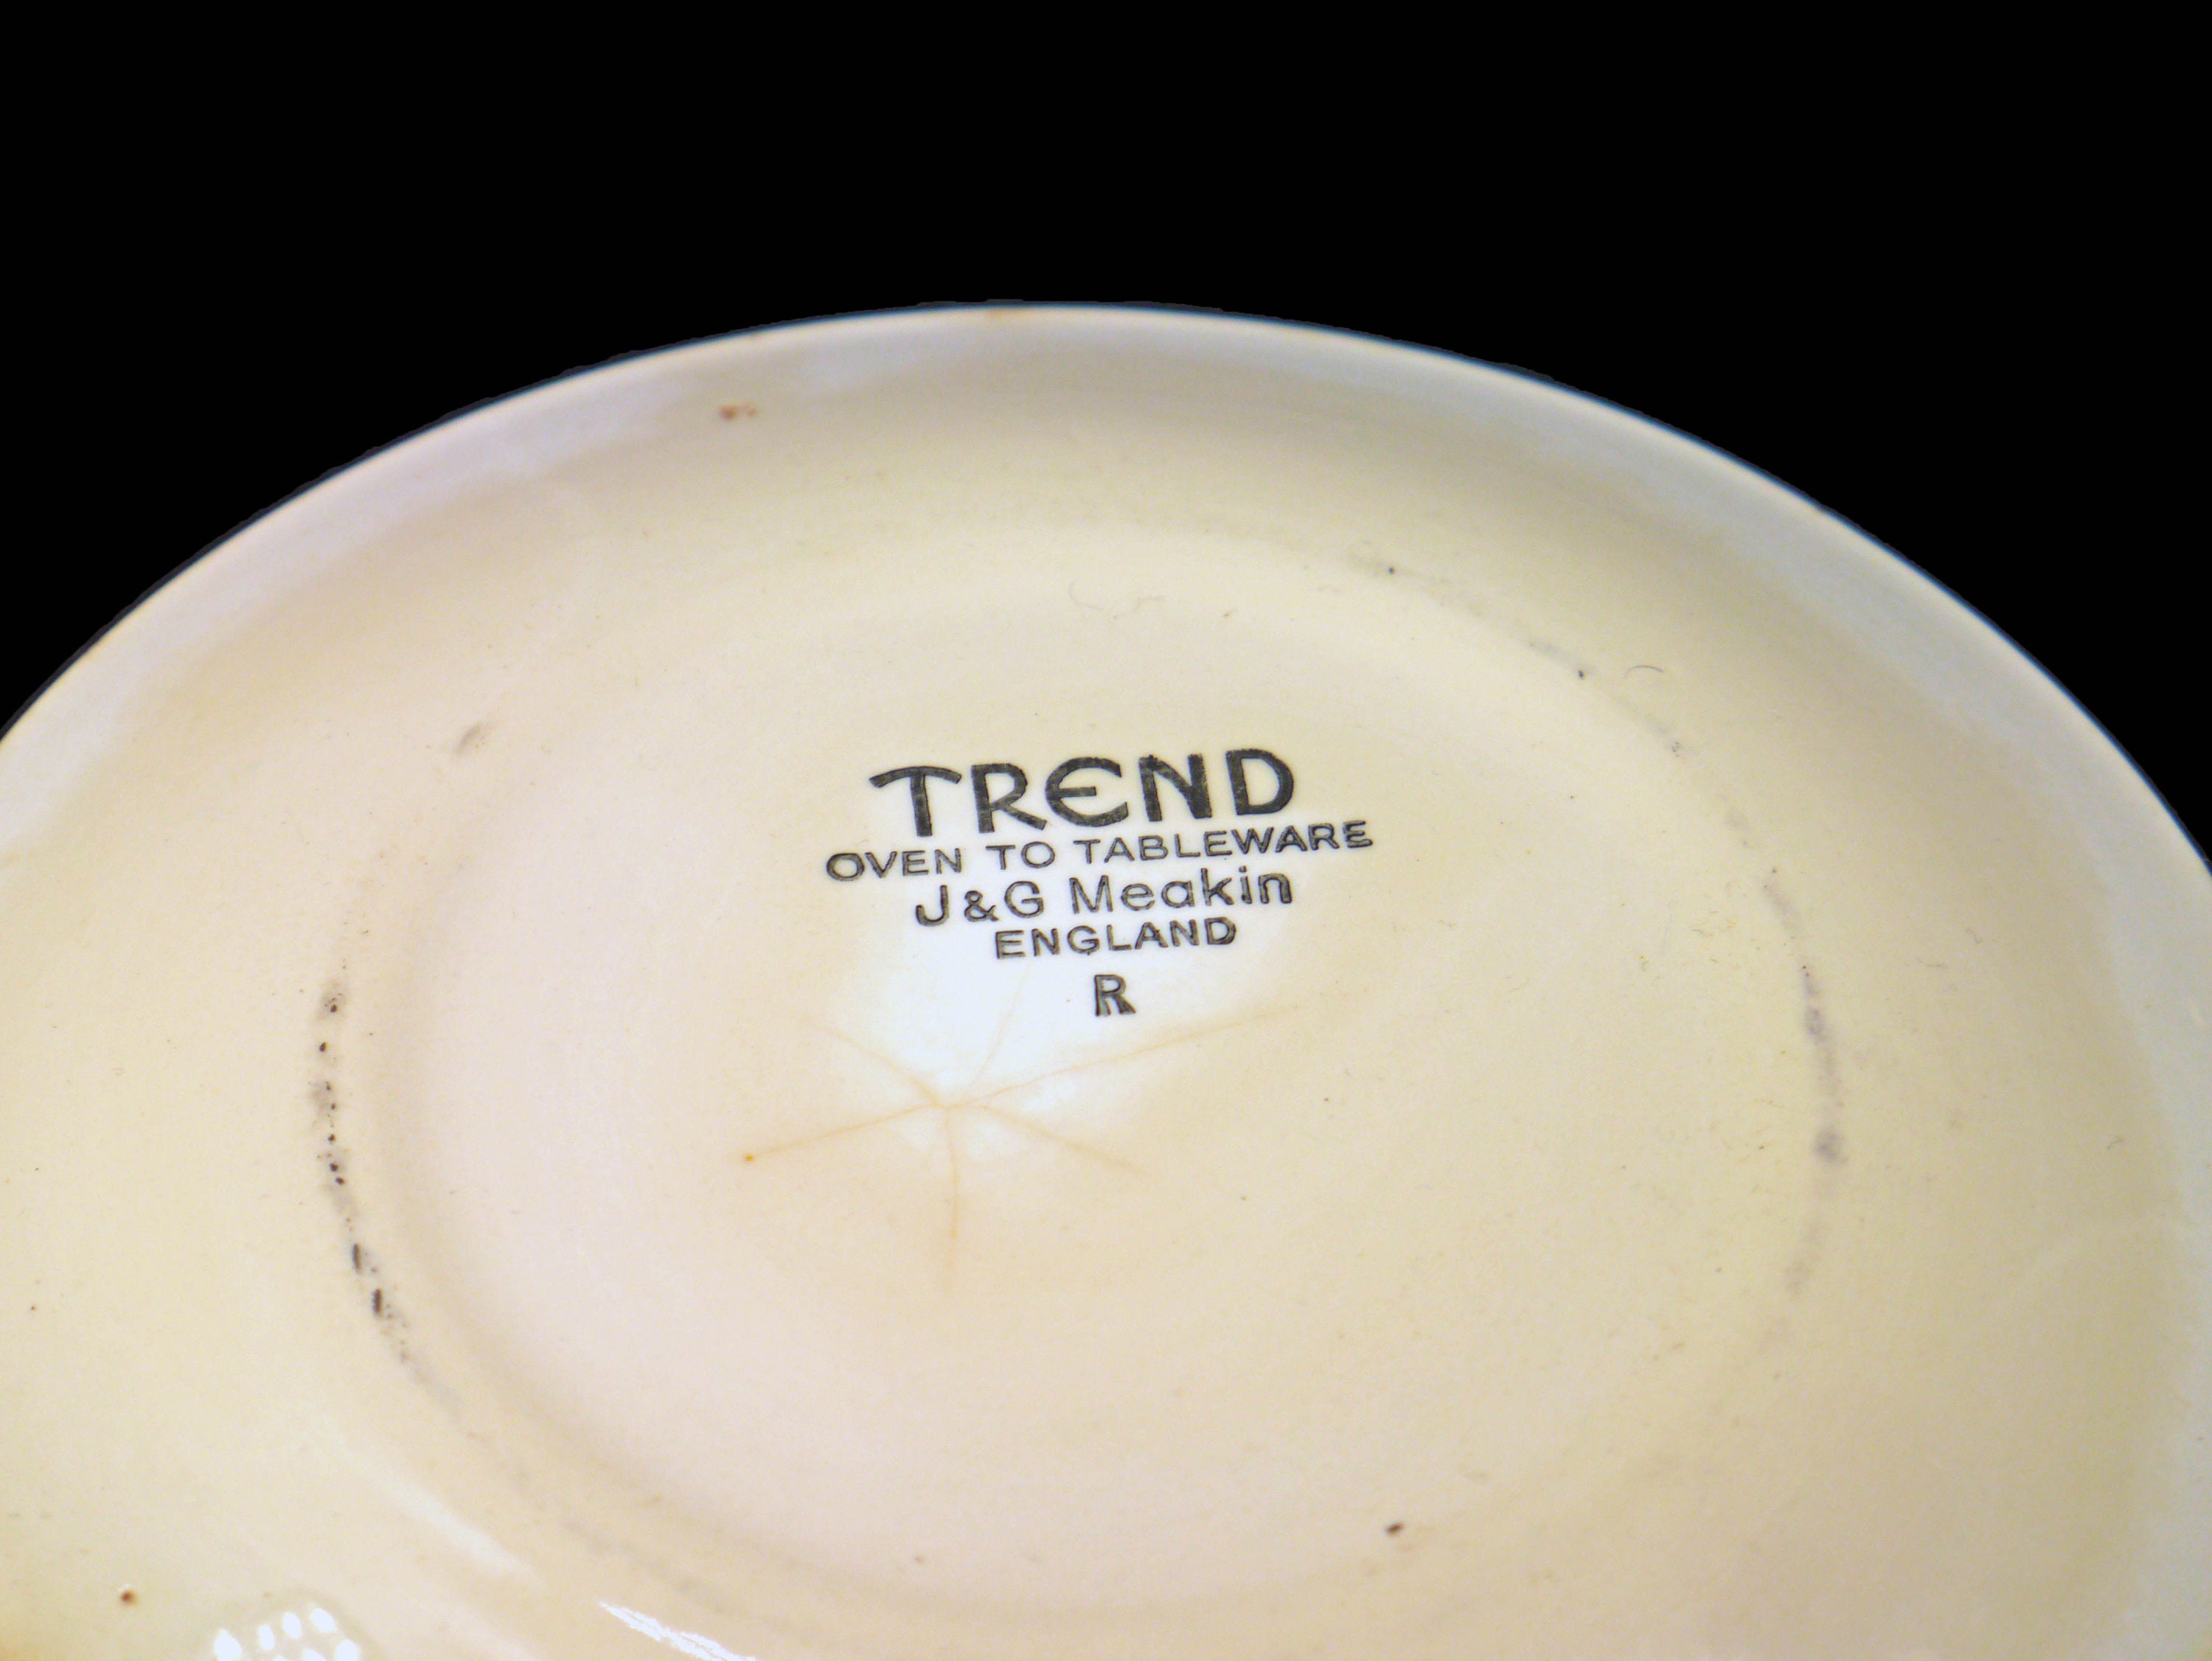 TREND
OVEN TO TABLEWARE
J&G Meakin
ENGLAND
R